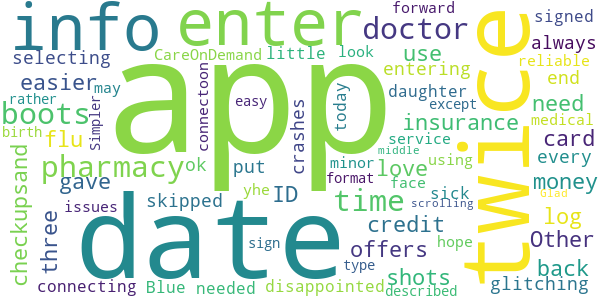 info enter forward signed
selecting CareOnDemand little look doctor always
easier may app use entering reliable end
boots rather simpler connectoon easy crashes today daughter except need
birth flu ok insurance medical card
checkupsand pharmacy put minor service using every
gave ID format love middle money
three skipped time face sick log
issues date credit scrolling Glad
connecting sign type offers hope Other
Blue needed yhe disappointed shots back
described glitching
twice